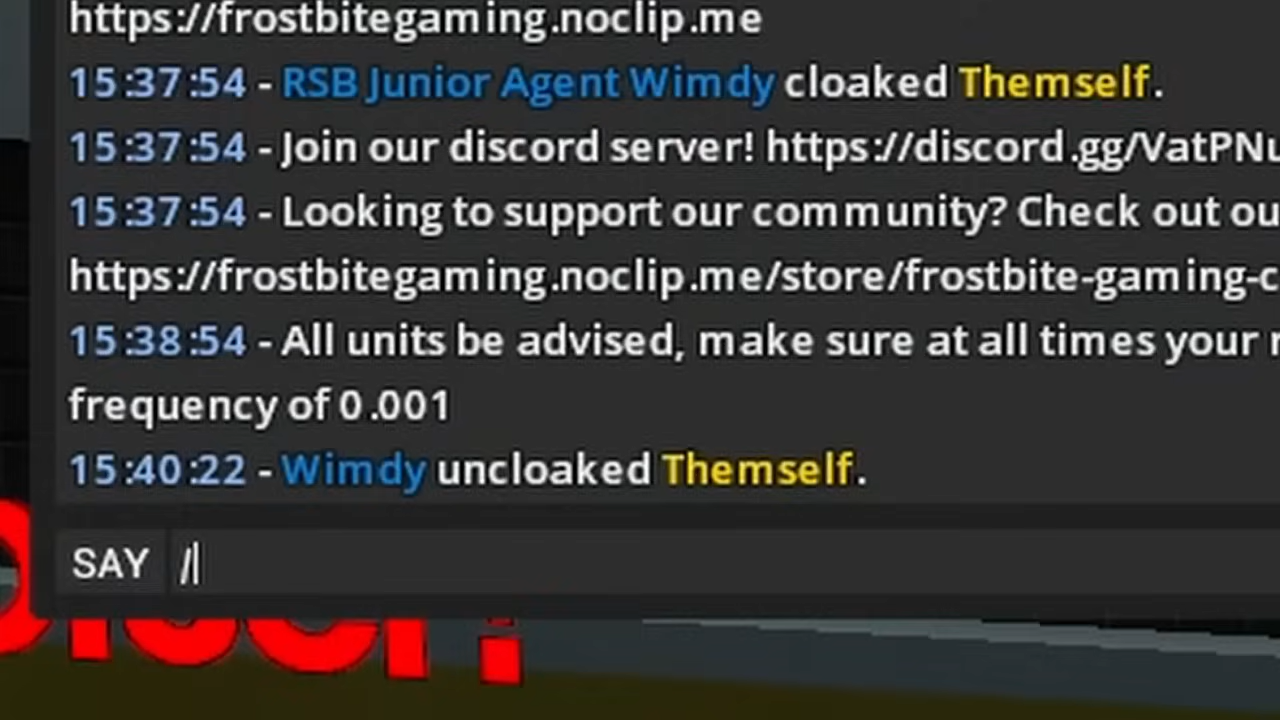 https://frostbitegaming.noclip.me
15:37:54 - RSB Junior Agent Wimdy cloaked Themself.
15:37:54 - Join our discord server! https://discord.gg/VatPNu
15:37:54 - Looking to support our community? Check out ou
https://frostbitegaming.noclip.me/store/frostbite-gaming-c
15:38:54 - All units be advised, make sure at all times your r
frequency of 0.001
15:40:22 - Wimdy uncloaked Themself.
SAY /